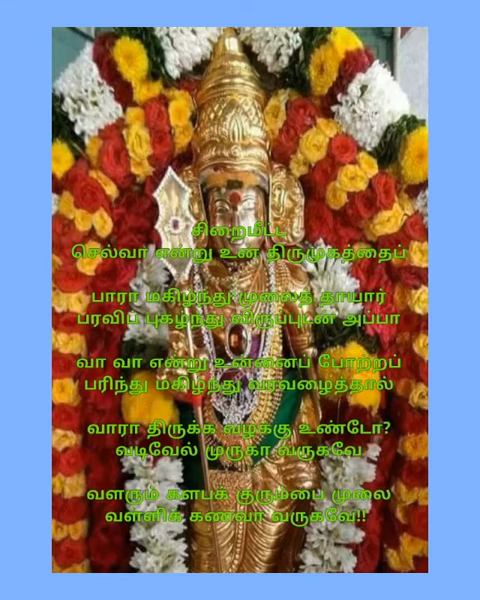 சிறைமீட்ட
செல்வா என்று உன் திருமுகத்தைப்
பாரா மகிழ்ந்து முலைத் தாயார்
பரவிப் புகழ்ந்து விருப்புடன் அப்பா
வா வா என்று உன்னைப் போற்றப்
பரிந்து மகிழ்ந்து வரவழைத்தால்
வாரா திருக்க வழக்கு உண்டோ?
வடிவேல் முருகா வருகவே
வளரும் களபக் குரும்பை முலை
வள்ளிக் கணவா வருகவே!!